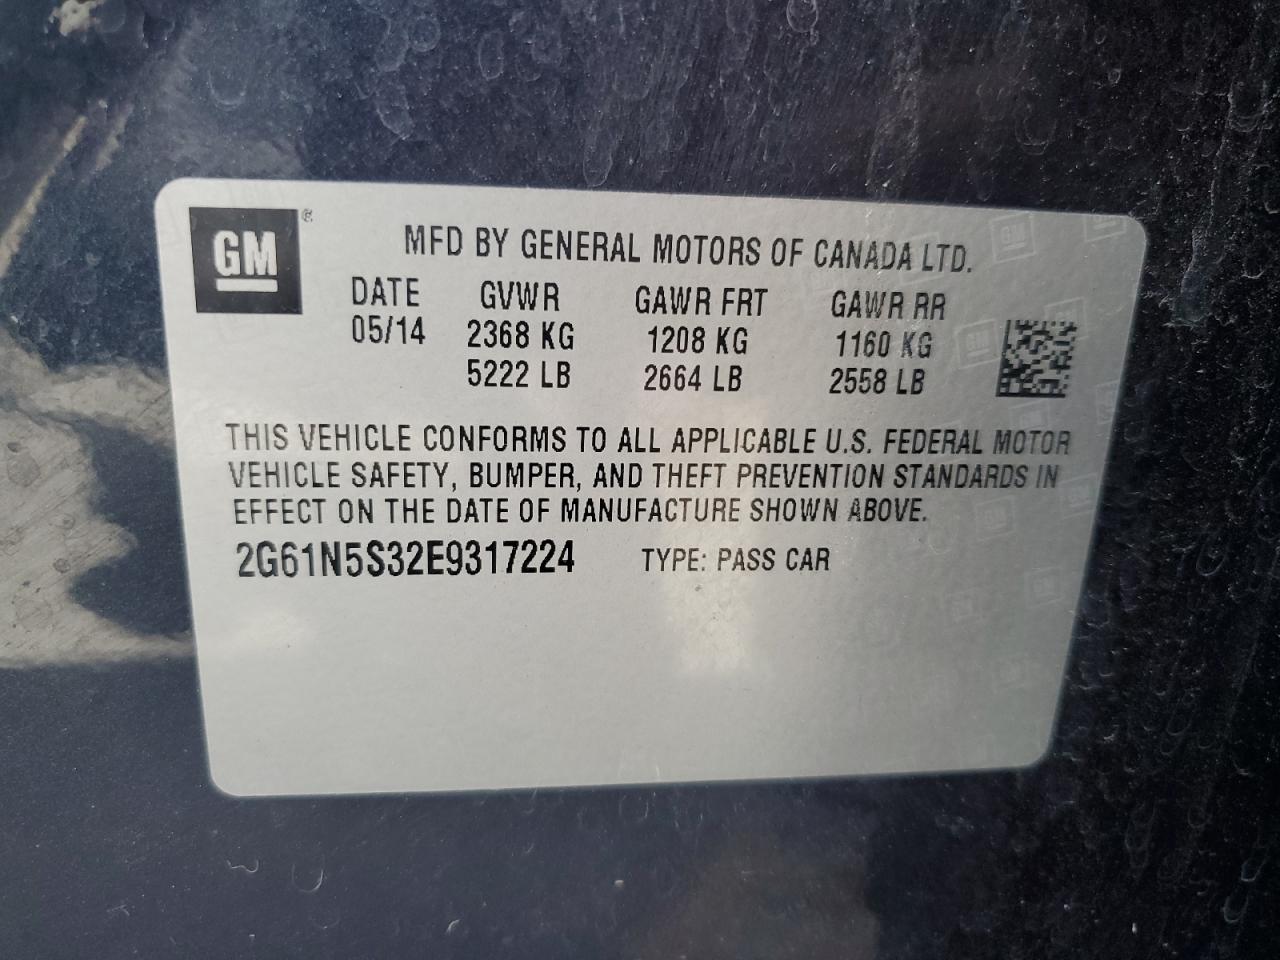 GM ®
MFD BY GENERAL MOTORS OF CANADA LTD.
DATE GVWR GAWR FRT GAWR RR
05/14 2368 KG 1208 KG 1160 KG
5222 LB 2664 LB 2558 LB
THIS VEHICLE CONFORMS TO ALL APPLICABLE U.S. FEDERAL MOTOR
VEHICLE SAFETY, BUMPER, AND THEFT PREVENTION STANDARDS IN
EFFECT ON THE DATE OF MANUFACTURE SHOWN ABOVE.
2G61N5S32E9317224 TYPE: PASS CAR